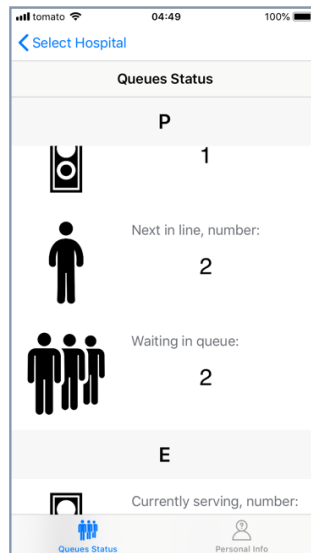 tomato 04:49 100%
Select Hospital
Queues Status
P
1
Next in line, number:
2
Waiting in queue:
2
E
Currently serving, number:
Queues Status Personal Info